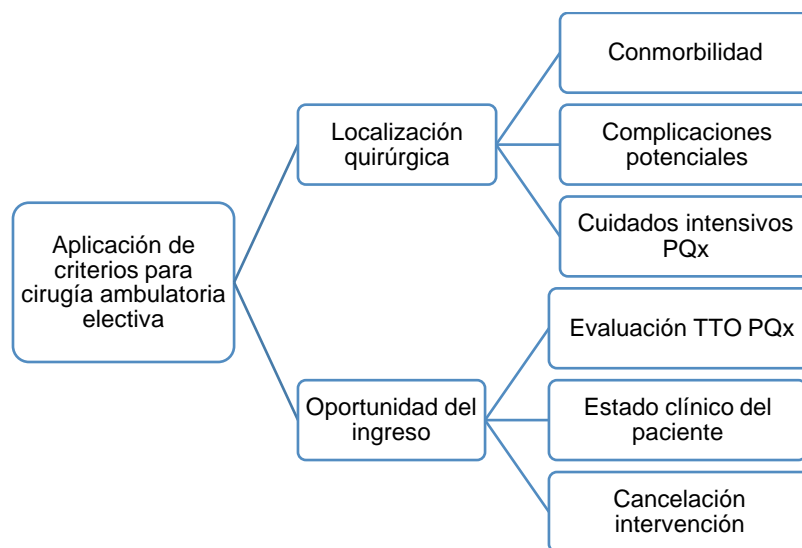 Aplicación de
criterios para
cirugía ambulatoria
electiva
Localización
quirúrgica
Conmorbilidad
Complicaciones
potenciales
Cuidados intensivos
PQx
Oportunidad del
ingreso
Evaluación TTO PQx
Estado clínico del
paciente
Cancelación
intervención